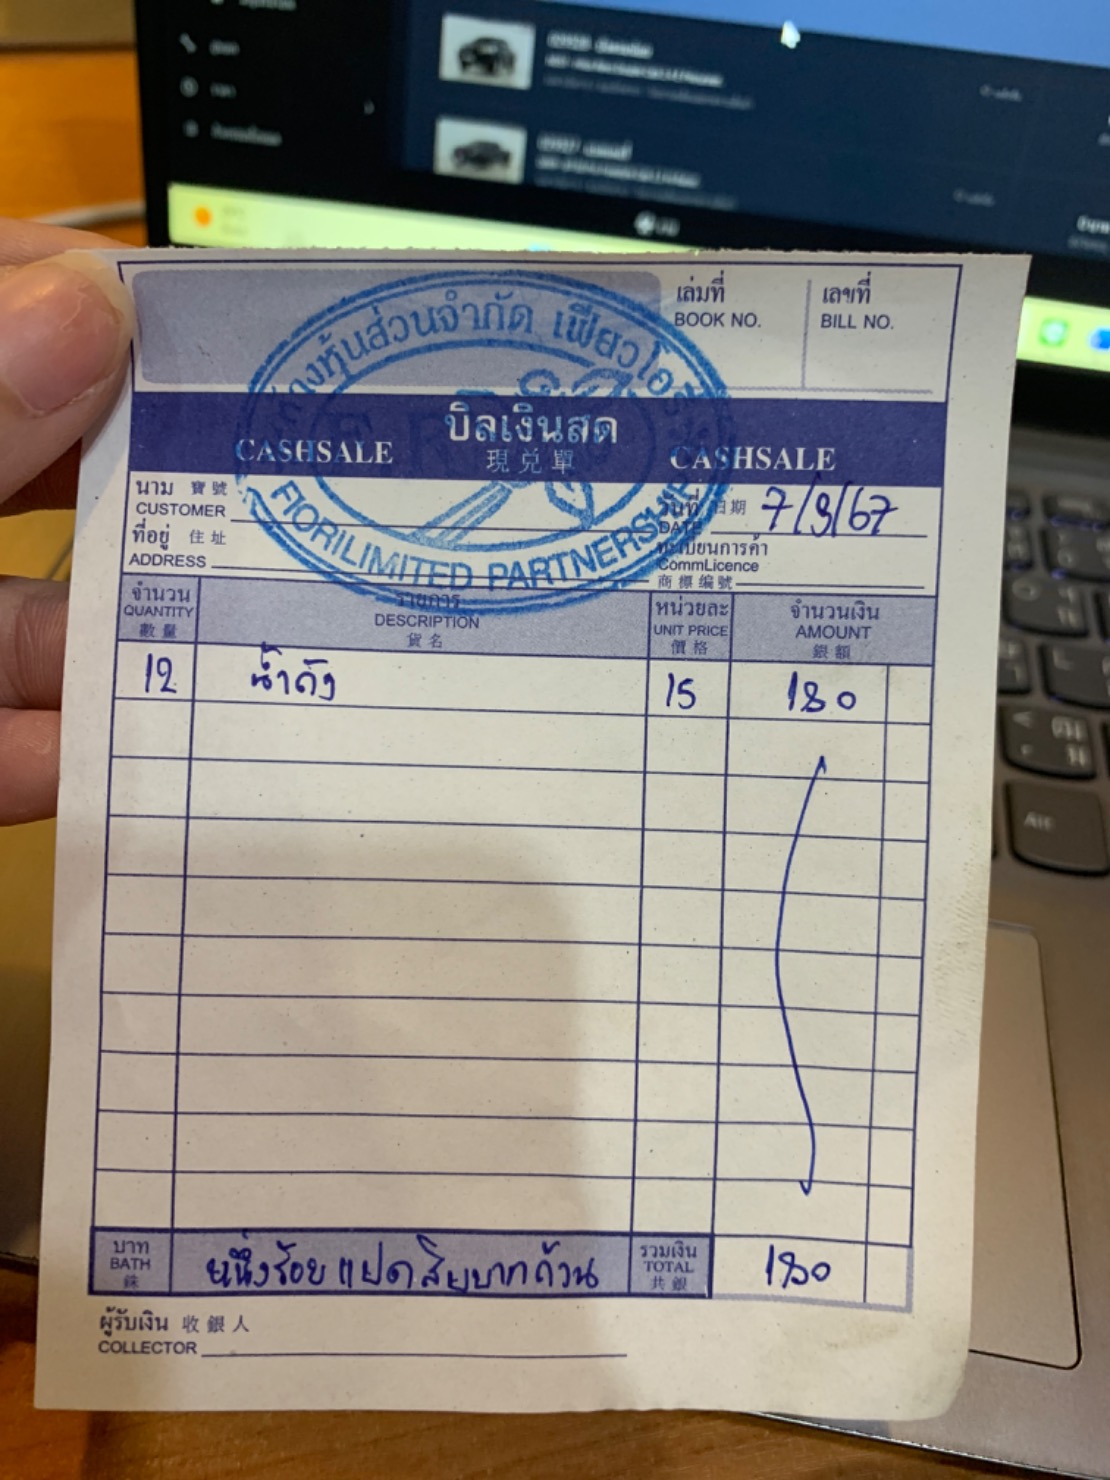 เล่มที่
BOOK NO.
เลขที่
BILL NO.
ห้างหุ้นส่วนจำกัด เฟียวโอ
บิลเงินสด
CASHSALE
現兑單
CASHSALE
FIORILIMITED PARTNERSHIP
นาม 寶號
CUSTOMER
วันที่ 日期 7/9/67
DATE
ที่อยู่ 住址
ADDRESS
ทะเบียนการค้า
CommLicence
商標编號
จำนวน
QUANTITY
數量
รายการ
DESCRIPTION
貨名
หน่วยละ
UNIT PRICE
價格
จำนวนเงิน
AMOUNT
銀額
12 น้ำถัง 15 180
บาท
BATH
銖
หนึ่งร้อยแปดสิบบาทถ้วน
รวมเงิน
TOTAL
共銀
180
ผู้รับเงิน 收銀人
COLLECTOR
Alt